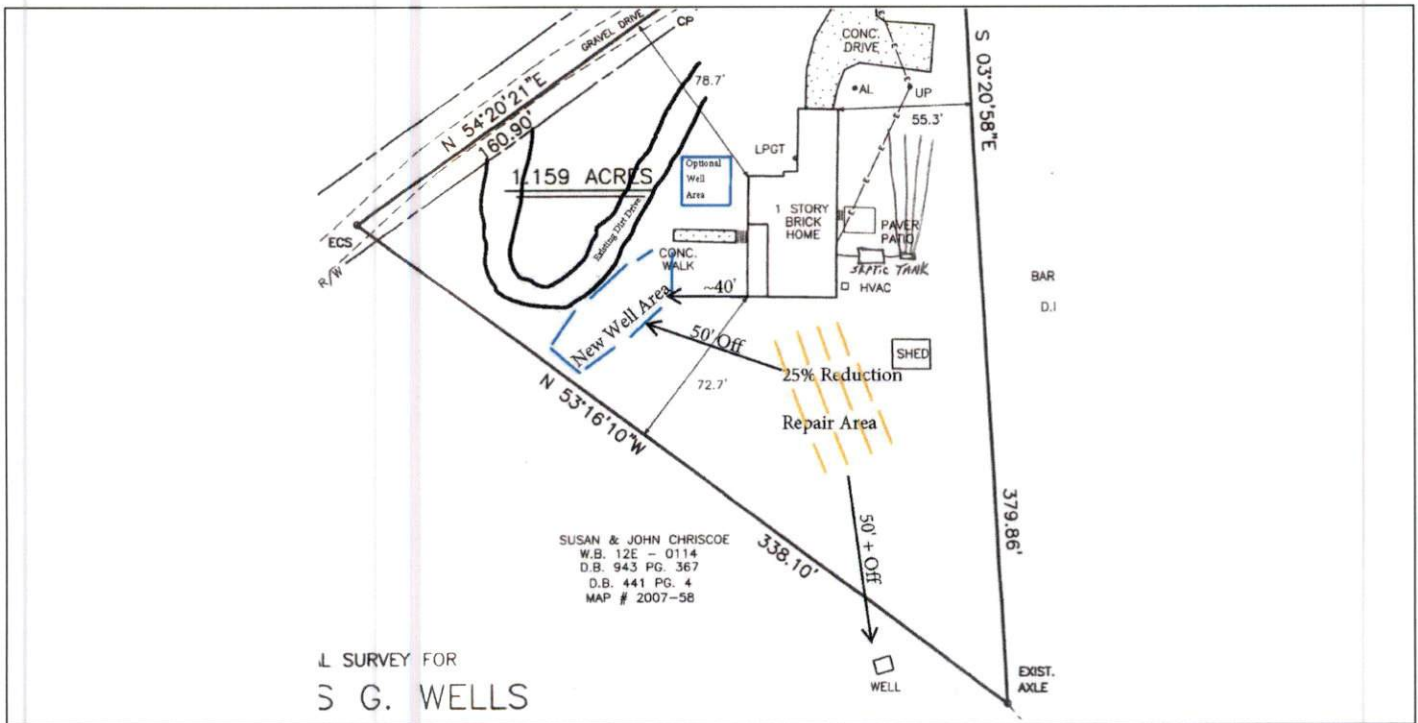 GRAVEL DRIVE
CP
N 54°20'21"E
160.90'
78.7'
CONC.
DRIVE
AL
UP
S 03°20'58"E
55.3'
E
E
E
E
LPGT
Optional
Well
Area
1.159 ACRES
Existing Dirt Drive
1 STORY
BRICK
HOME
PAVER
PATIO
SEPTIC TANK
HVAC
ECS
R/W
CONC.
WALK
~40'
New Well Area
50' Off
BAR
D.I
SHED
25% Reduction
Repair Area
72.7'
N 53°16'10"W
338.10'
379.86'
50' + Off
SUSAN & JOHN CHRISCOE
W.B. 12E - 0114
D.B. 943 PG. 367
D.B. 441 PG. 4
MAP # 2007-58
L SURVEY FOR
S G. WELLS
WELL
EXIST.
AXLE